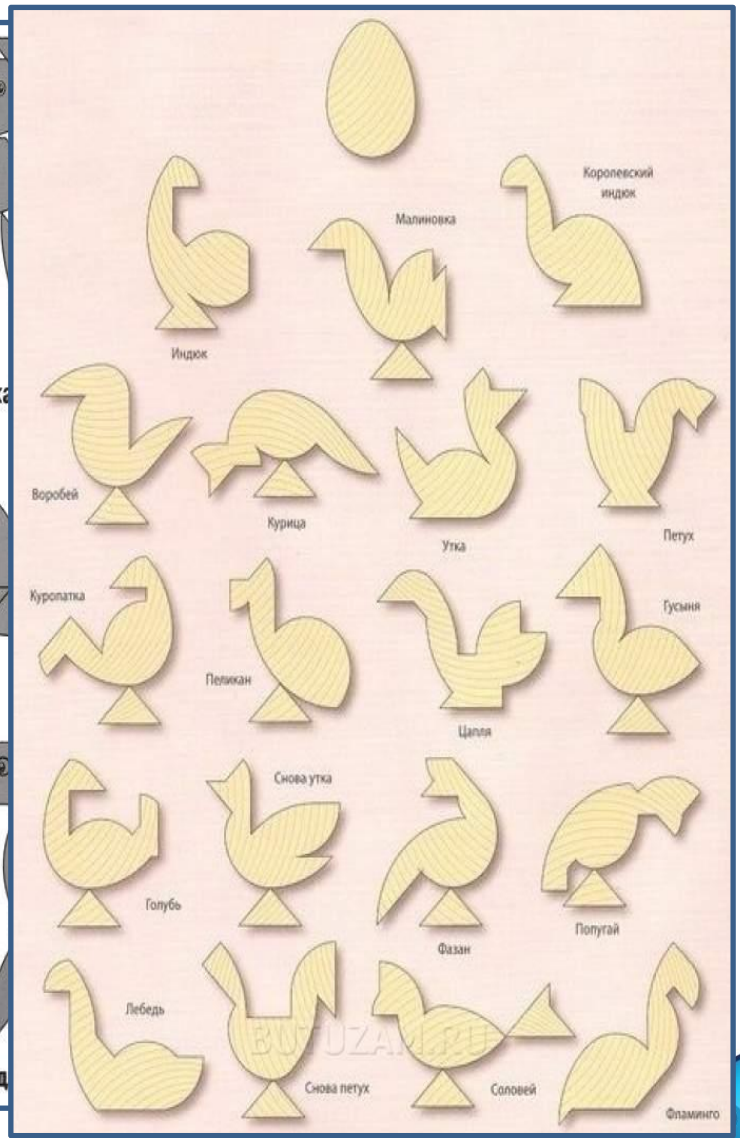 Королевский
индюк
Малиновка
Индюк
Воробей
Курица
Утка
Петух
Куропатка
Гусыня
Пеликан
Цапля
Снова утка
Голубь
Фазан
Попугай
Лебедь
BUTUZAM.RU
Снова петух
Соловей
Фламинго